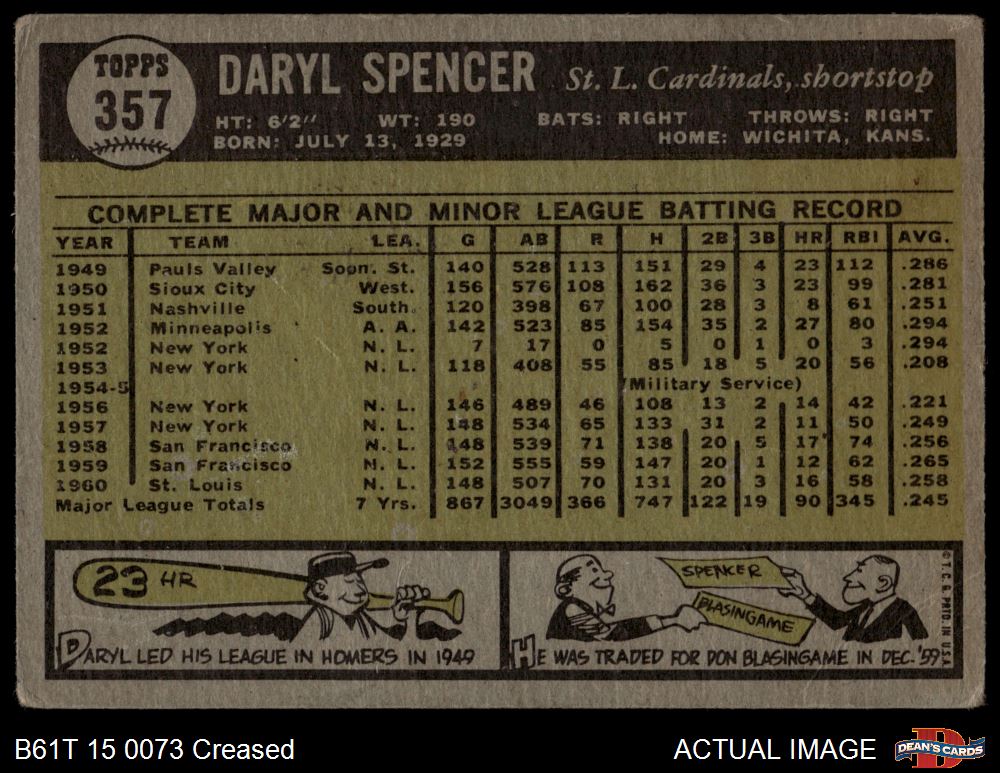 TOPPS
357
DARYL SPENCER St. L. Cardinals, shortstop
HT: 6'2" WT: 190 BATS: RIGHT THROWS: RIGHT
BORN: JULY 13, 1929 HOME: WICHITA, KANS.
COMPLETE MAJOR AND MINOR LEAGUE BATTING RECORD
YEAR TEAM LEA. G AB R H 2B 3B HR RBI AVG.
1949 Pauls Valley Soon. St. 140 528 113 151 29 4 23 112 .286
1950 Sioux City West. 156 576 108 162 36 3 23 99 .281
1951 Nashville South. 120 398 67 100 28 3 8 61 .251
1952 Minneapolis A. A. 142 523 85 154 35 2 27 80 .294
1952 New York N. L. 7 17 0 5 0 1 0 3 .294
1953 New York N. L. 118 408 55 85 18 5 20 56 .208
1954-5 (Military Service)
1956 New York N. L. 146 489 46 108 13 2 14 42 .221
1957 New York N. L. 148 534 65 133 31 2 11 50 .249
1958 San Francisco N. L. 148 539 71 138 20 5 17 74 .256
1959 San Francisco N. L. 152 555 59 147 20 1 12 62 .265
1960 St. Louis N. L. 148 507 70 131 20 3 16 58 .258
Major League Totals 7 Yrs. 867 3049 366 747 122 19 90 345 .245
23 HR
DARYL LED HIS LEAGUE IN HOMERS IN 1949
SPENCER
BLASINGAME
HE WAS TRADED FOR DON BLASINGAME IN DEC. '59
© T. C. G. PRTD. IN U.S.A.
B61T 15 0073 Creased
ACTUAL IMAGE
D
DEAN'S CARDS